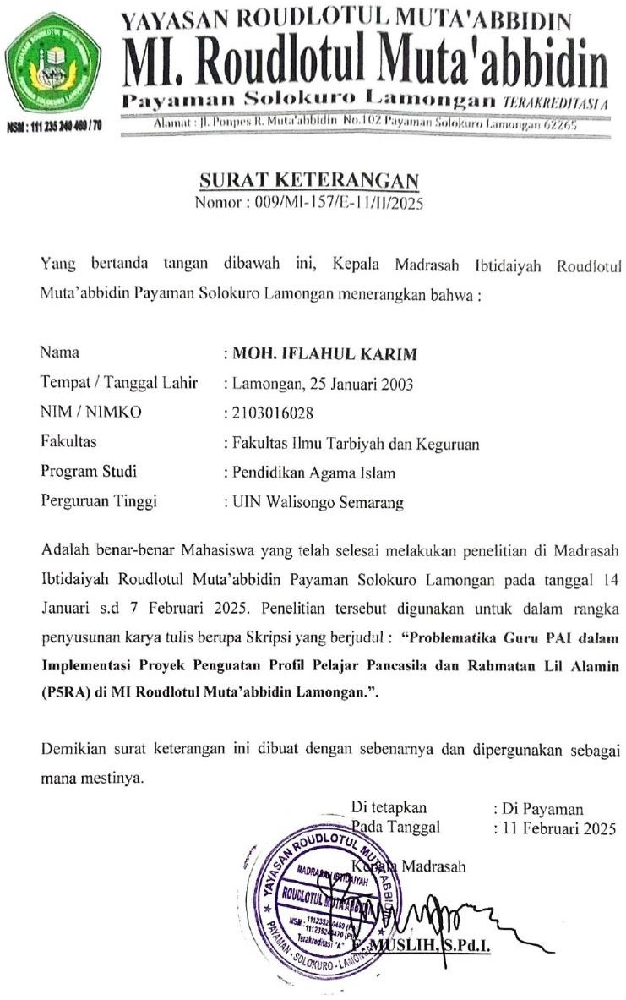 YAYASAN ROUDLOTUL MUTA'ABBIDIN
MI. Roudlotul Muta'abbidin
Payaman Solokuro Lamongan TERAKREDITASI A
NSM : 111 235 240 469 / 70
Alamat : Jl. Ponpes R. Muta'abbidin No.102 Payaman Solokuro Lamongan 62265
SURAT KETERANGAN
Nomor : 009/MI-157/E-11/II/2025
Yang bertanda tangan dibawah ini, Kepala Madrasah Ibtidaiyah Roudlotul
Muta'abbidin Payaman Solokuro Lamongan menerangkan bahwa :
Nama : MOH. IFLAHUL KARIM
Tempat / Tanggal Lahir : Lamongan, 25 Januari 2003
NIM / NIMKO : 2103016028
Fakultas : Fakultas Ilmu Tarbiyah dan Keguruan
Program Studi : Pendidikan Agama Islam
Perguruan Tinggi : UIN Walisongo Semarang
Adalah benar-benar Mahasiswa yang telah selesai melakukan penelitian di Madrasah
Ibtidaiyah Roudlotul Muta'abbidin Payaman Solokuro Lamongan pada tanggal 14
Januari s.d 7 Februari 2025. Penelitian tersebut digunakan untuk dalam rangka
penyusunan karya tulis berupa Skripsi yang berjudul : "Problematika Guru PAI dalam
Implementasi Proyek Penguatan Profil Pelajar Pancasila dan Rahmatan Lil Alamin
(P5RA) di MI Roudlotul Muta'abbidin Lamongan.".
Demikian surat keterangan ini dibuat dengan sebenarnya dan dipergunakan sebagai
mana mestinya.
Di tetapkan : Di Payaman
Pada Tanggal : 11 Februari 2025
Kepala Madrasah
YAYASAN ROUDLOTUL MUTA'ABBIDIN
MADRASAH IBTIDAIYAH
ROUDLOTUL MUTA'ABBIDIN
Terakreditasi "A"
PAYAMAN - SOLOKURO - LAMONGAN
MUSLIH, S.Pd.I.